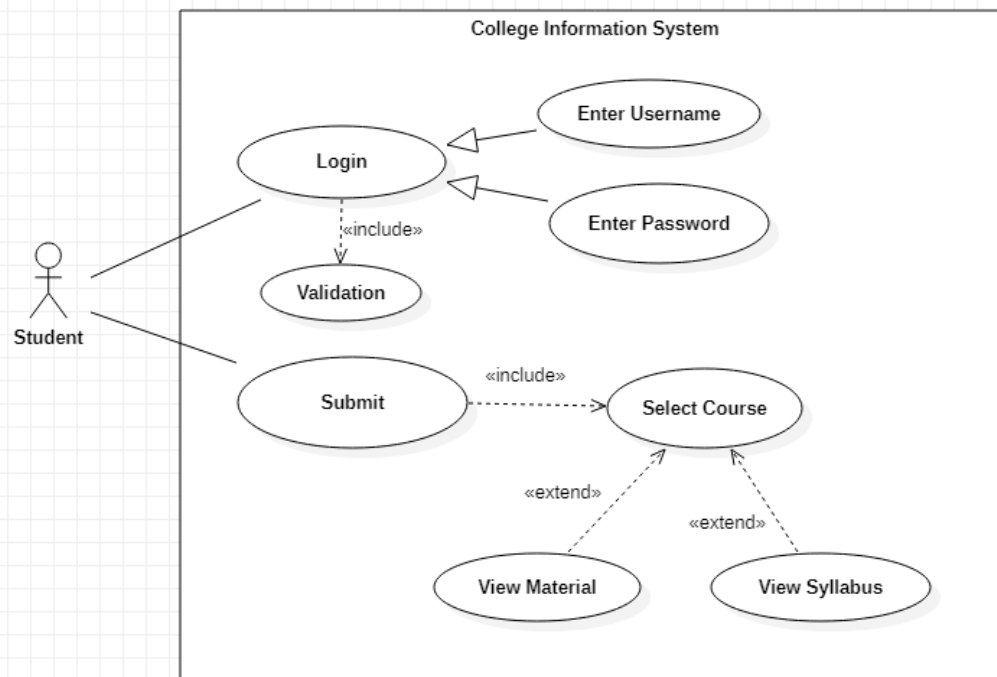 College Information System
Enter Username
Login
Enter Password
«include»
Validation
Student
«include»
Submit
Select Course
«extend»
«extend»
View Material
View Syllabus